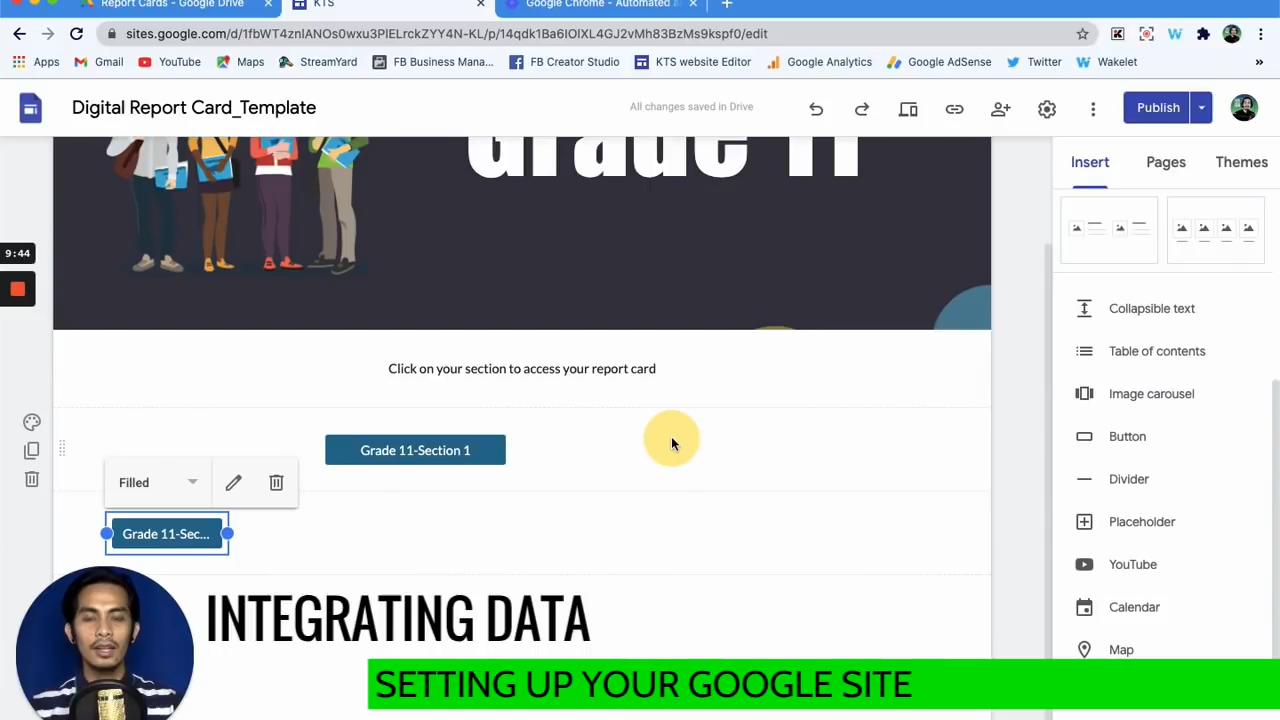 Report Cards - Google Drive
KTS
Google Chrome - Automated a
sites.google.com/d/1fbWT4znlANOs0wxu3PlELrckZYY4N-KL/p/14qdk1Ba6IOlXL4GJ2vMh83BzMs9kspf0/edit
Apps
Gmail
YouTube
Maps
StreamYard
FB Business Mana...
FB Creator Studio
KTS website Editor
Google Analytics
Google AdSense
Twitter
Wakelet
»
Digital Report Card_Template
All changes saved in Drive
Publish
Insert
Pages
Themes
Grade 11
9:44
Collapsible text
Click on your section to access your report card
Table of contents
Image carousel
Grade 11-Section 1
Button
Filled
Divider
Grade 11-Sec...
Placeholder
YouTube
INTEGRATING DATA
Calendar
Map
SETTING UP YOUR GOOGLE SITE